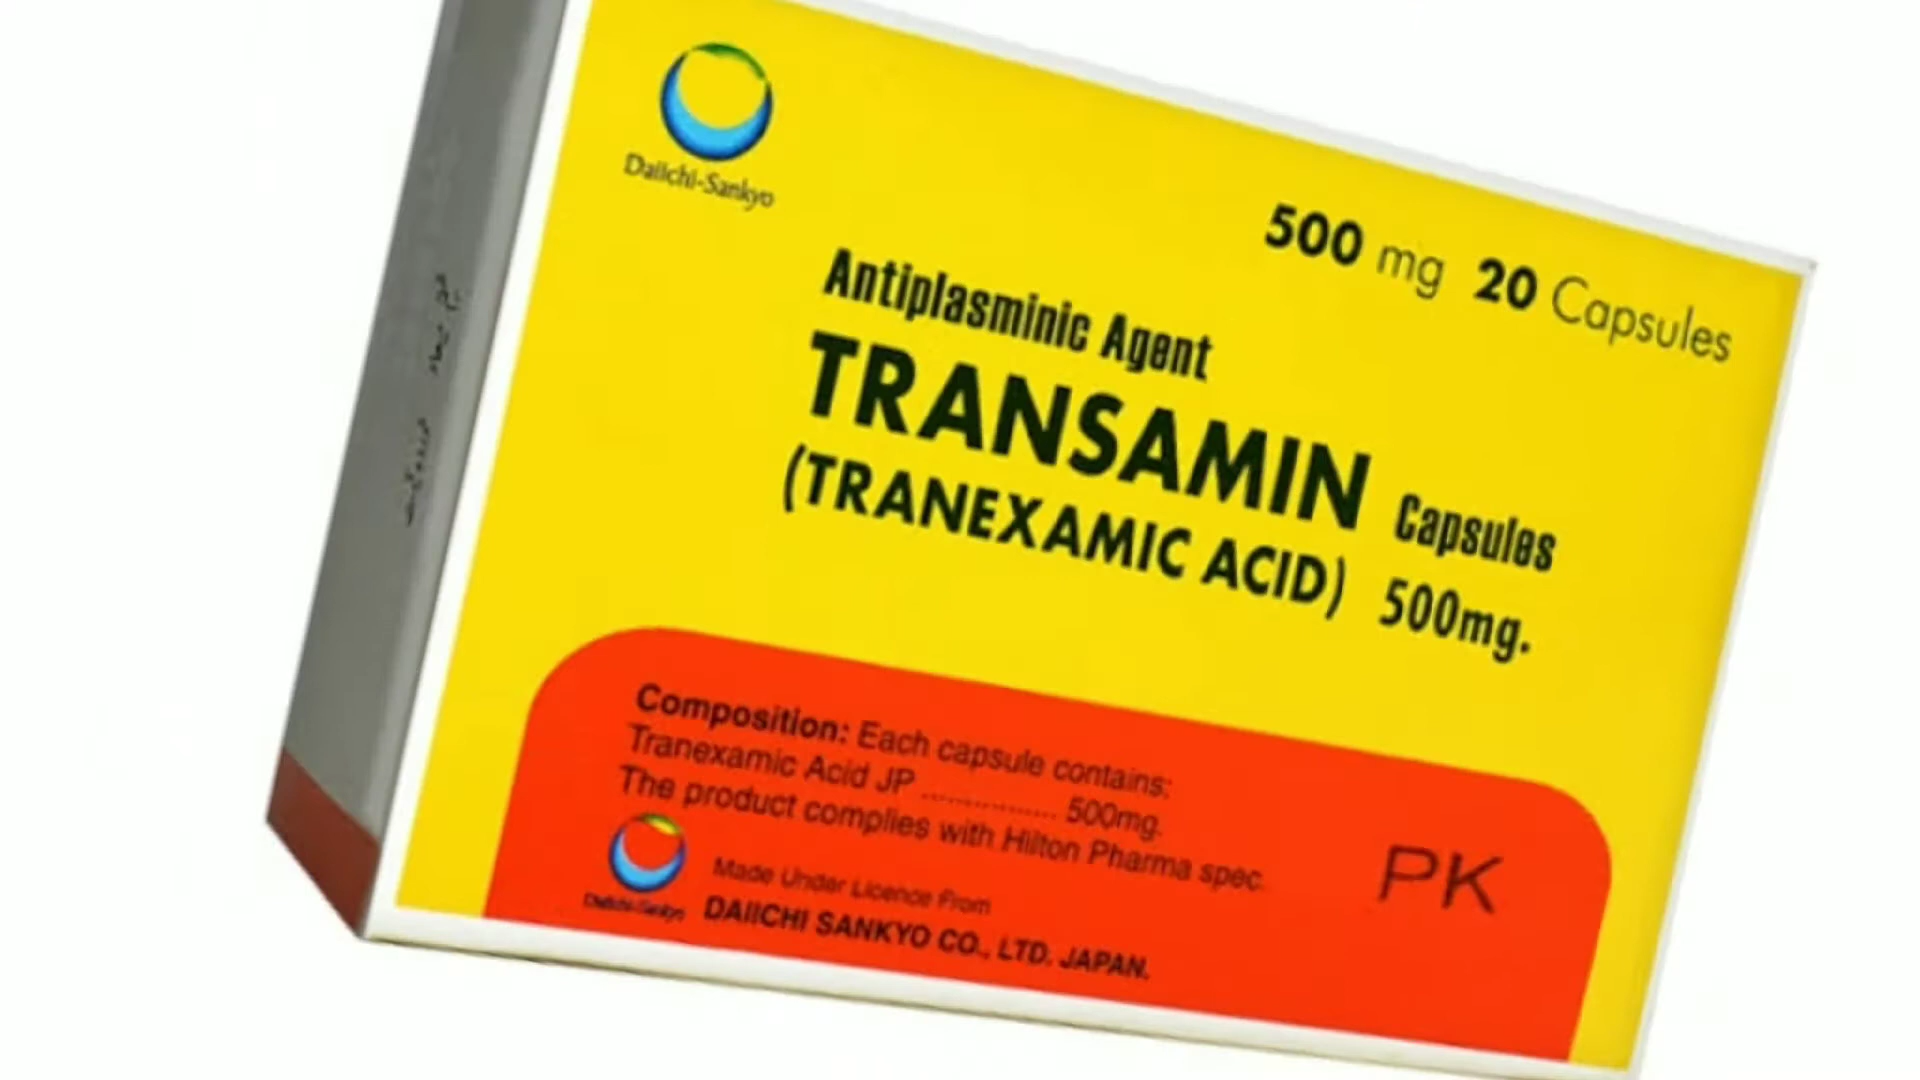 Daiichi-Sankyo
500 mg 20 Capsules
Antiplasminic Agent
TRANSAMIN Capsules
(TRANEXAMIC ACID) 500mg.
Composition: Each capsule contains:
Tranexamic Acid JP ............... 500mg.
The product complies with Hilton Pharma spec.
PK
Made Under Licence From
Daiichi-Sankyo
DAIICHI SANKYO CO., LTD. JAPAN.